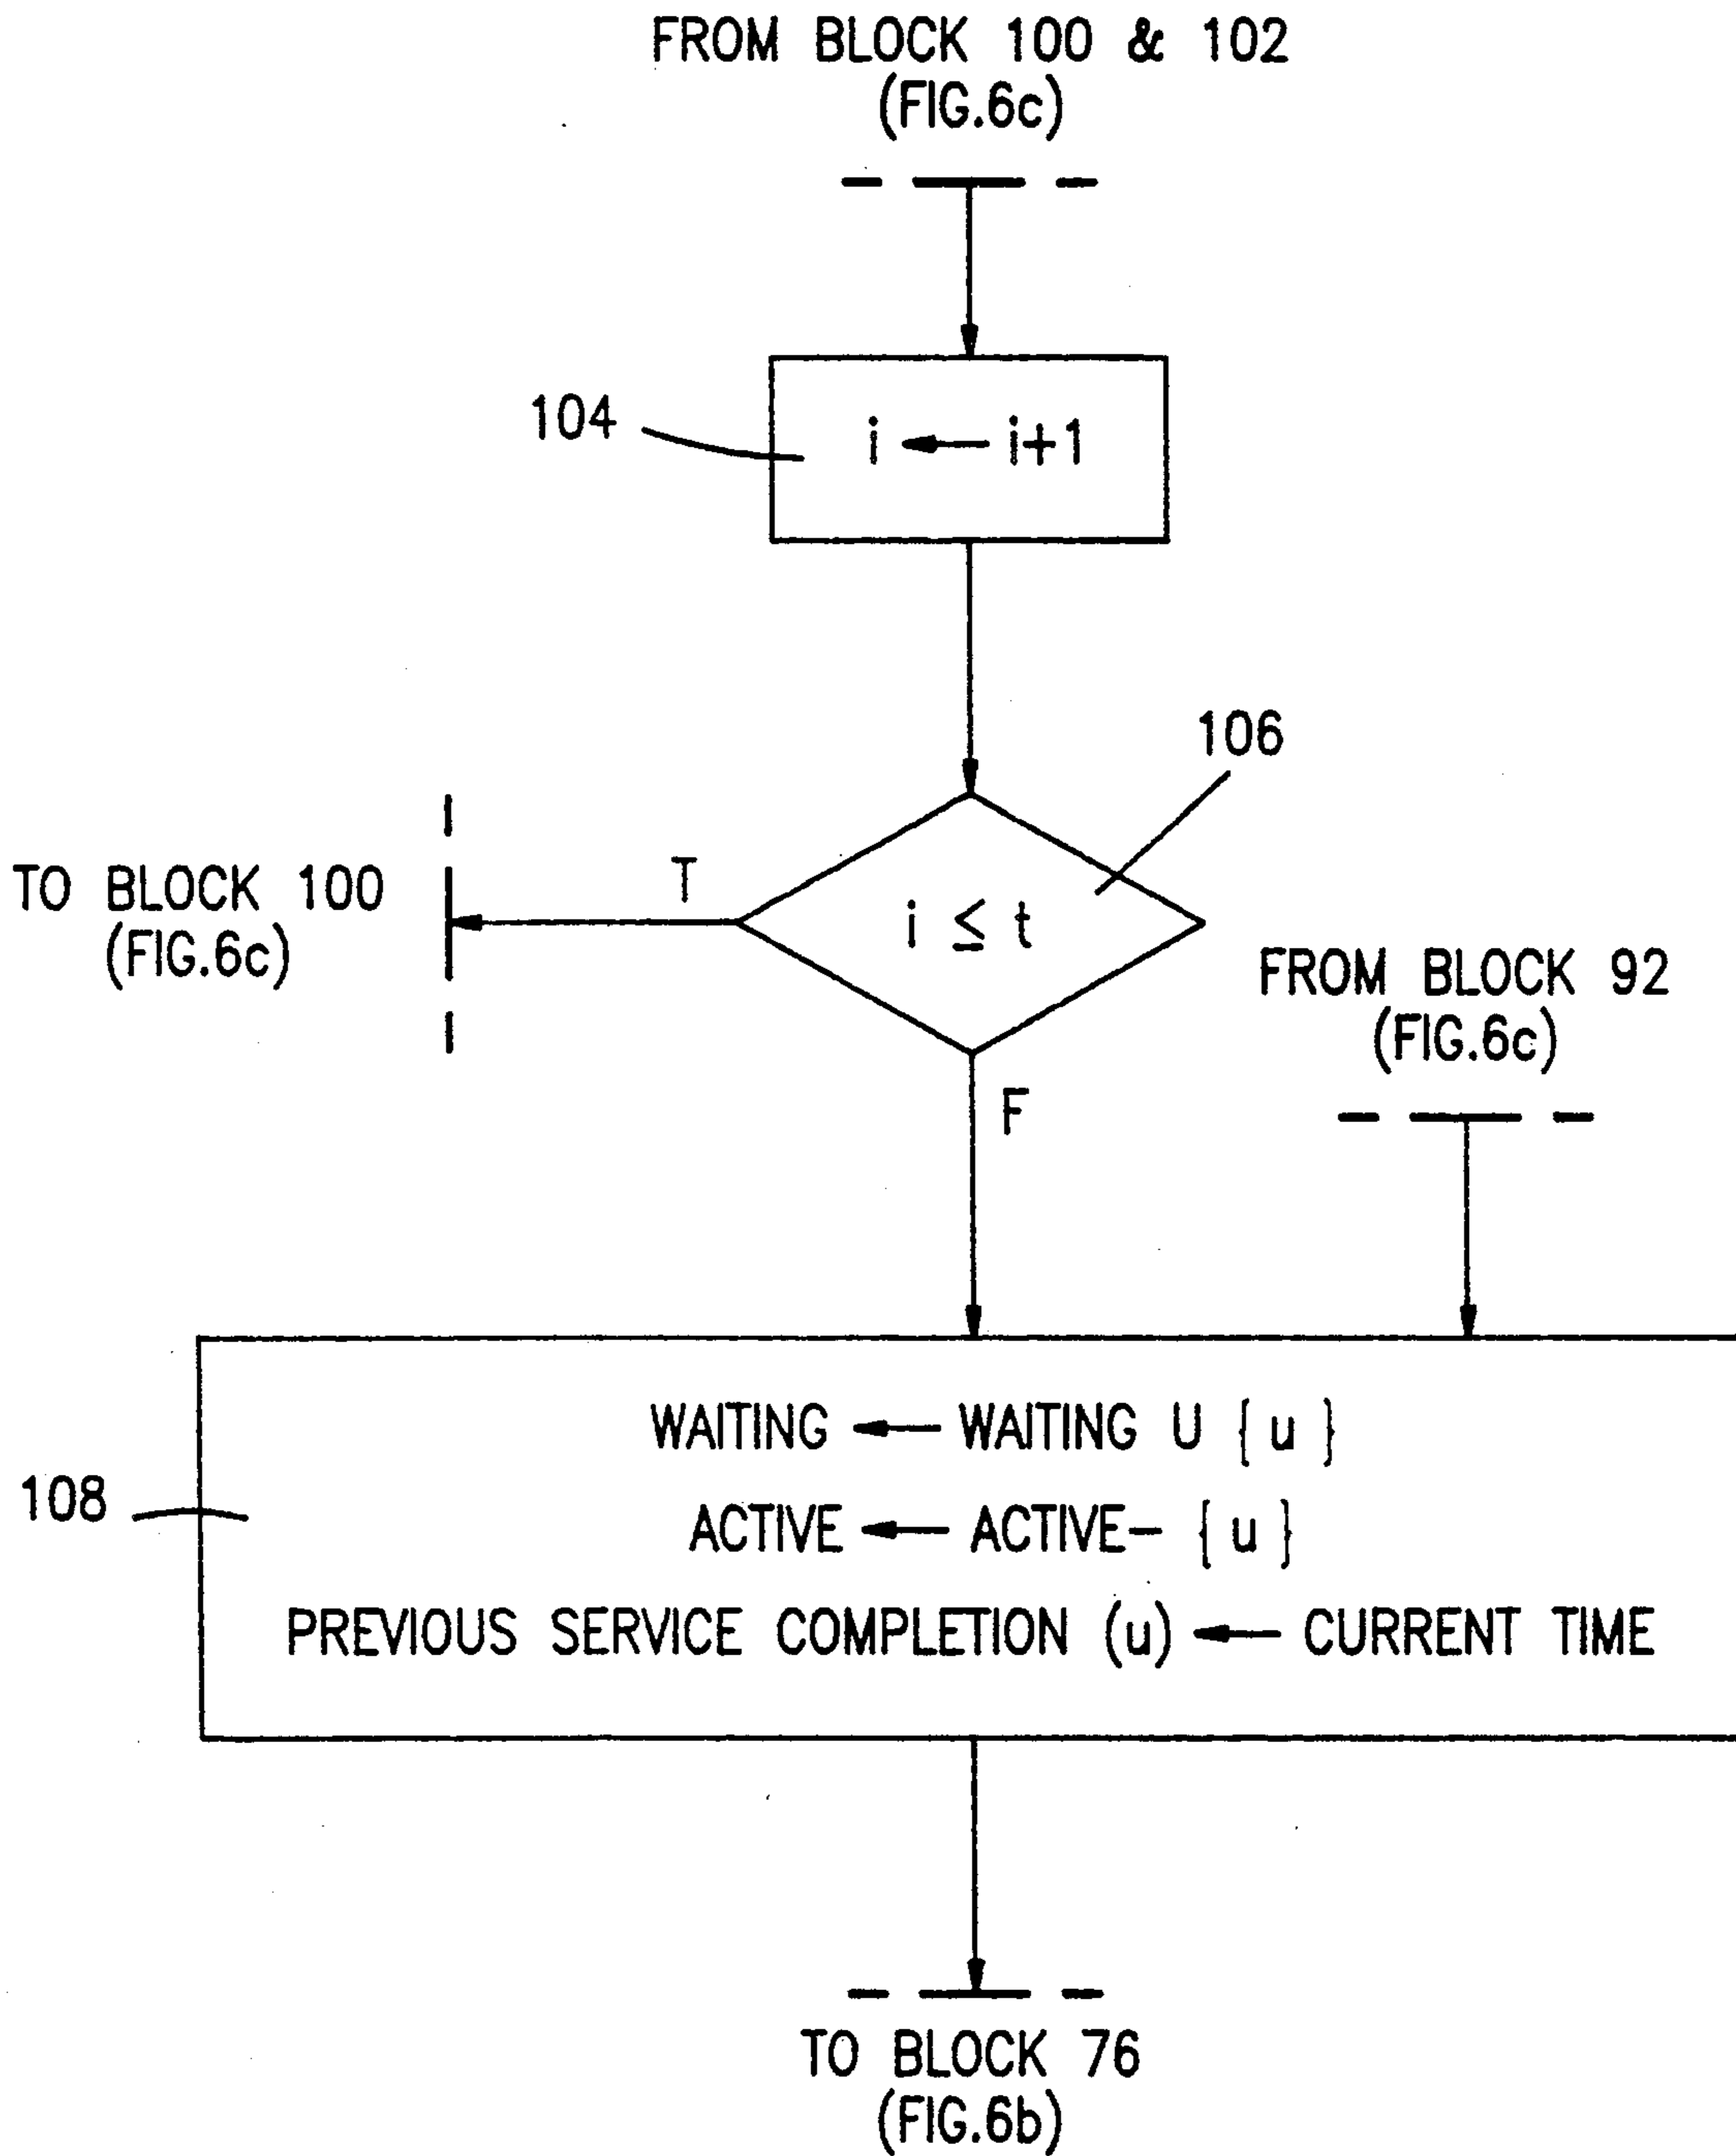 FROM BLOCK 100 & 102
(FIG.6c)
104
i ← i+1
106
TO BLOCK 100
(FIG.6c)
T
i ≤ t
FROM BLOCK 92
(FIG.6c)
F
WAITING ← WAITING U { u }
108
ACTIVE ← ACTIVE- { u }
PREVIOUS SERVICE COMPLETION (u) ← CURRENT TIME
TO BLOCK 76
(FIG.6b)